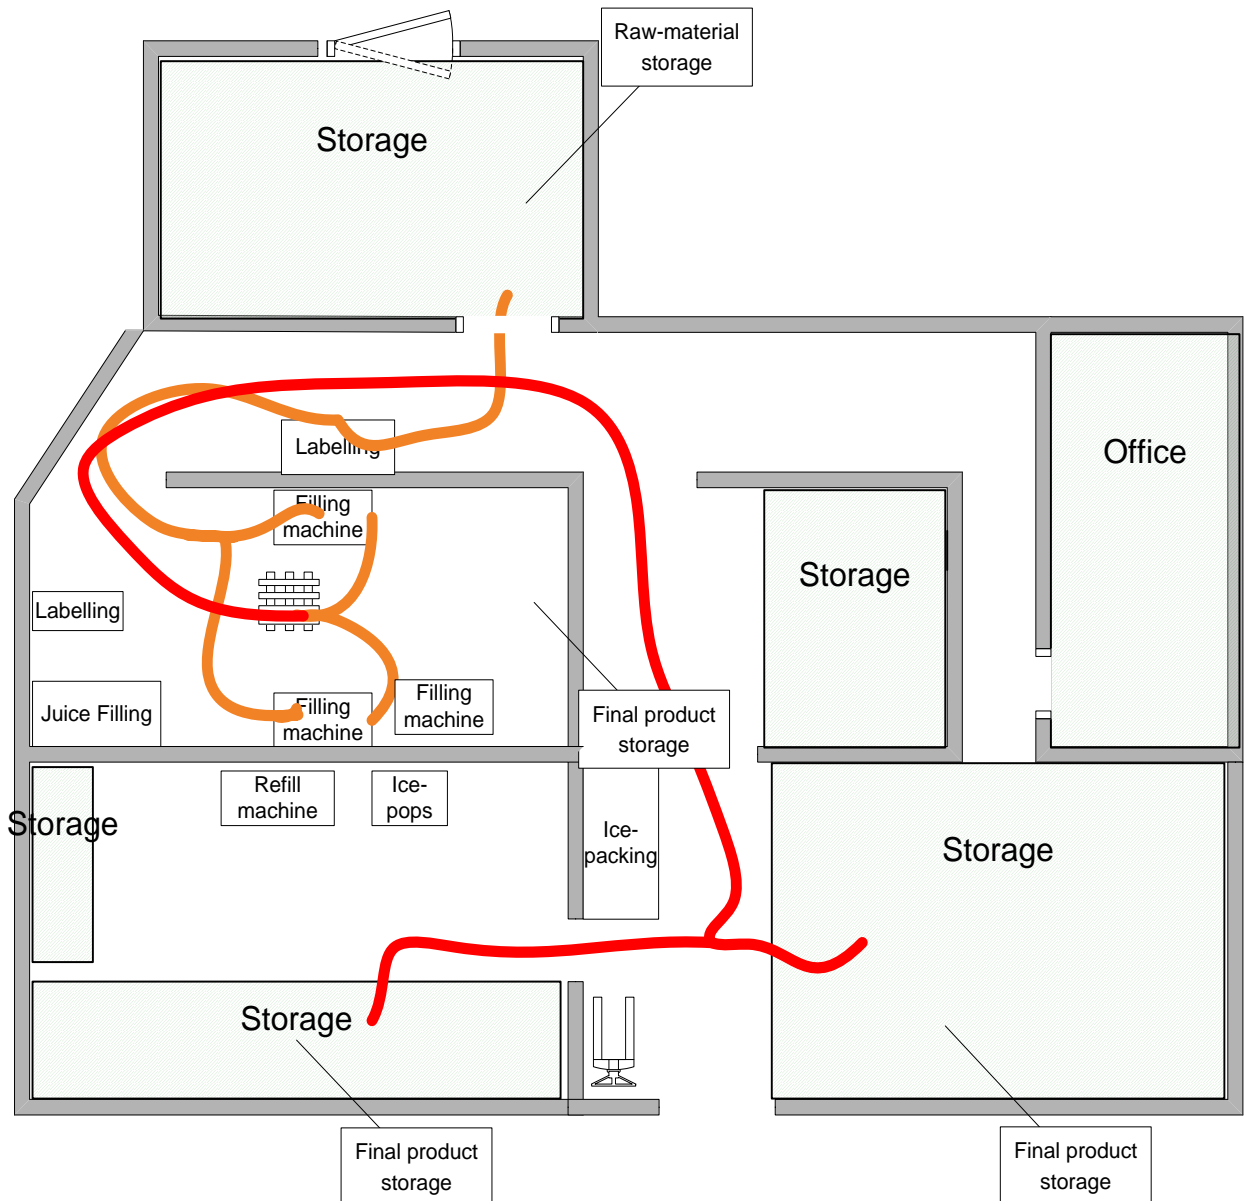 Raw-material
storage
Storage
Labelling
Office
Filling
machine
Storage
Labelling
Juice Filling
Filling
machine
Filling
machine
Final product
storage
Refill
machine
Ice-
pops
Storage
Ice-
packing
Storage
Storage
Final product
storage
Final product
storage